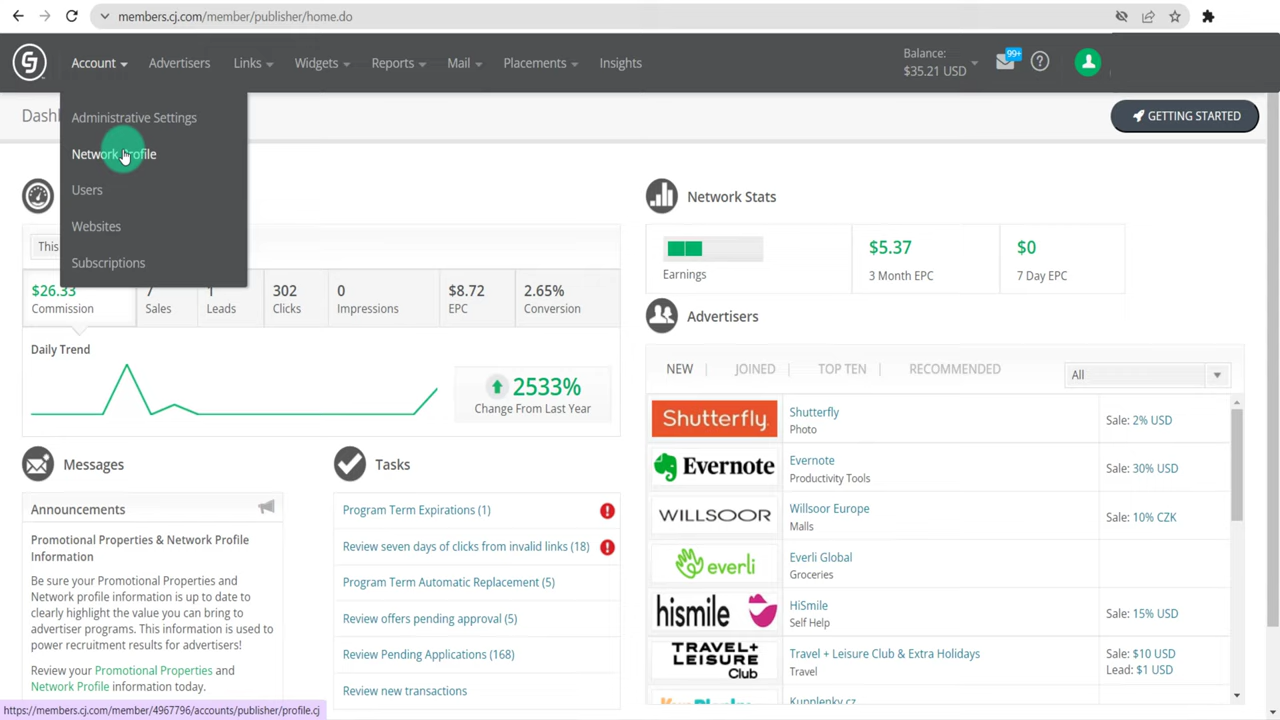 members.cj.com/member/publisher/home.do
Account
Advertisers
Links
Widgets
Reports
Mail
Placements
Insights
Balance:
$35.21 USD
99+
Administrative Settings
Network Profile
Users
Websites
Subscriptions
Dash
GETTING STARTED
This
$26.33
Commission
7
Sales
1
Leads
302
Clicks
0
Impressions
$8.72
EPC
2.65%
Conversion
Daily Trend
2533%
Change From Last Year
Network Stats
Earnings
$5.37
3 Month EPC
$0
7 Day EPC
Advertisers
NEW
JOINED
TOP TEN
RECOMMENDED
All
Shutterfly.
Shutterfly
Photo
Sale: 2% USD
Evernote
Evernote
Productivity Tools
Sale: 30% USD
WILLSOOR
Willsoor Europe
Malls
Sale: 10% CZK
everli
Everli Global
Groceries
hismile
HiSmile
Self Help
Sale: 15% USD
TRAVEL+
LEISURE
Club
Travel + Leisure Club & Extra Holidays
Travel
Sale: $10 USD
Lead: $1 USD
Kupplenky.cz
Messages
Announcements
Promotional Properties & Network Profile
Information
Be sure your Promotional Properties and
Network profile information is up to date to
clearly highlight the value you can bring to
advertiser programs. This information is used to
power recruitment results for advertisers!
Review your Promotional Properties and
Network Profile information today.
Tasks
Program Term Expirations (1)
Review seven days of clicks from invalid links (18)
Program Term Automatic Replacement (5)
Review offers pending approval (5)
Review Pending Applications (168)
Review new transactions
https://members.cj.com/member/4967796/accounts/publisher/profile.cj